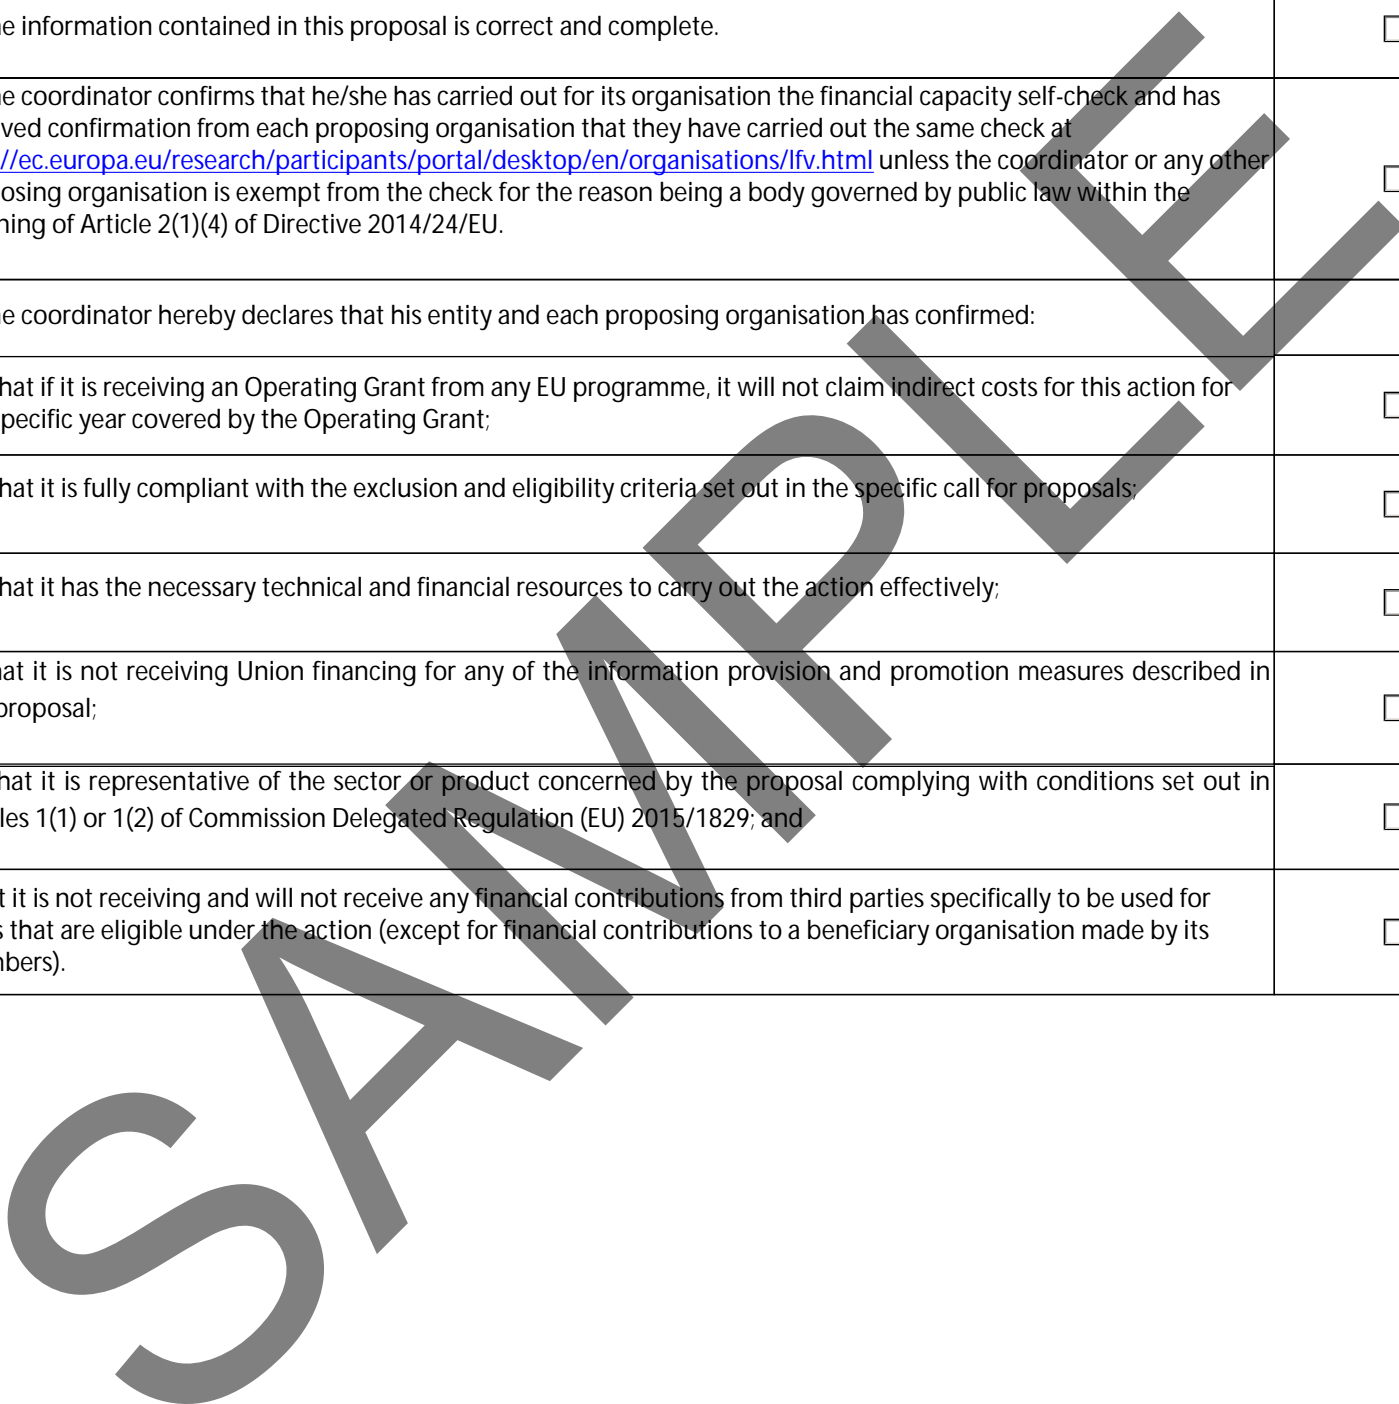 e information contained in this proposal is correct and complete.
e coordinator confirms that he/she has carried out for its organisation the financial capacity self-check and has
ved confirmation from each proposing organisation that they have carried out the same check at
//ec.europa.eu/research/participants/portal/desktop/en/organisations/lfv.html unless the coordinator or any other
osing organisation is exempt from the check for the reason being a body governed by public law within the
ning of Article 2(1)(4) of Directive 2014/24/EU.
e coordinator hereby declares that his entity and each proposing organisation has confirmed:
hat if it is receiving an Operating Grant from any EU programme, it will not claim indirect costs for this action for
pecific year covered by the Operating Grant;
hat it is fully compliant with the exclusion and eligibility criteria set out in the specific call for proposals;
hat it has the necessary technical and financial resources to carry out the action effectively;
at it is not receiving Union financing for any of the information provision and promotion measures described in
proposal;
hat it is representative of the sector or product concerned by the proposal complying with conditions set out in
les 1(1) or 1(2) of Commission Delegated Regulation (EU) 2015/1829; and
t it is not receiving and will not receive any financial contributions from third parties specifically to be used for
s that are eligible under the action (except for financial contributions to a beneficiary organisation made by its
bers).
SAMPLE